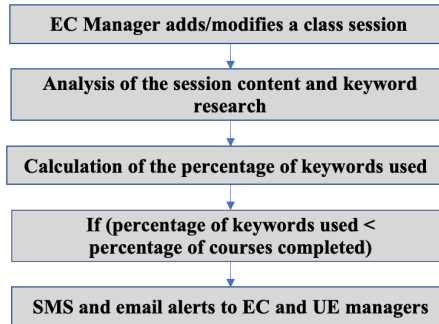 EC Manager adds/modifies a class session
Analysis of the session content and keyword
research
Calculation of the percentage of keywords used
If (percentage of keywords used <
percentage of courses completed)
SMS and email alerts to EC and UE managers